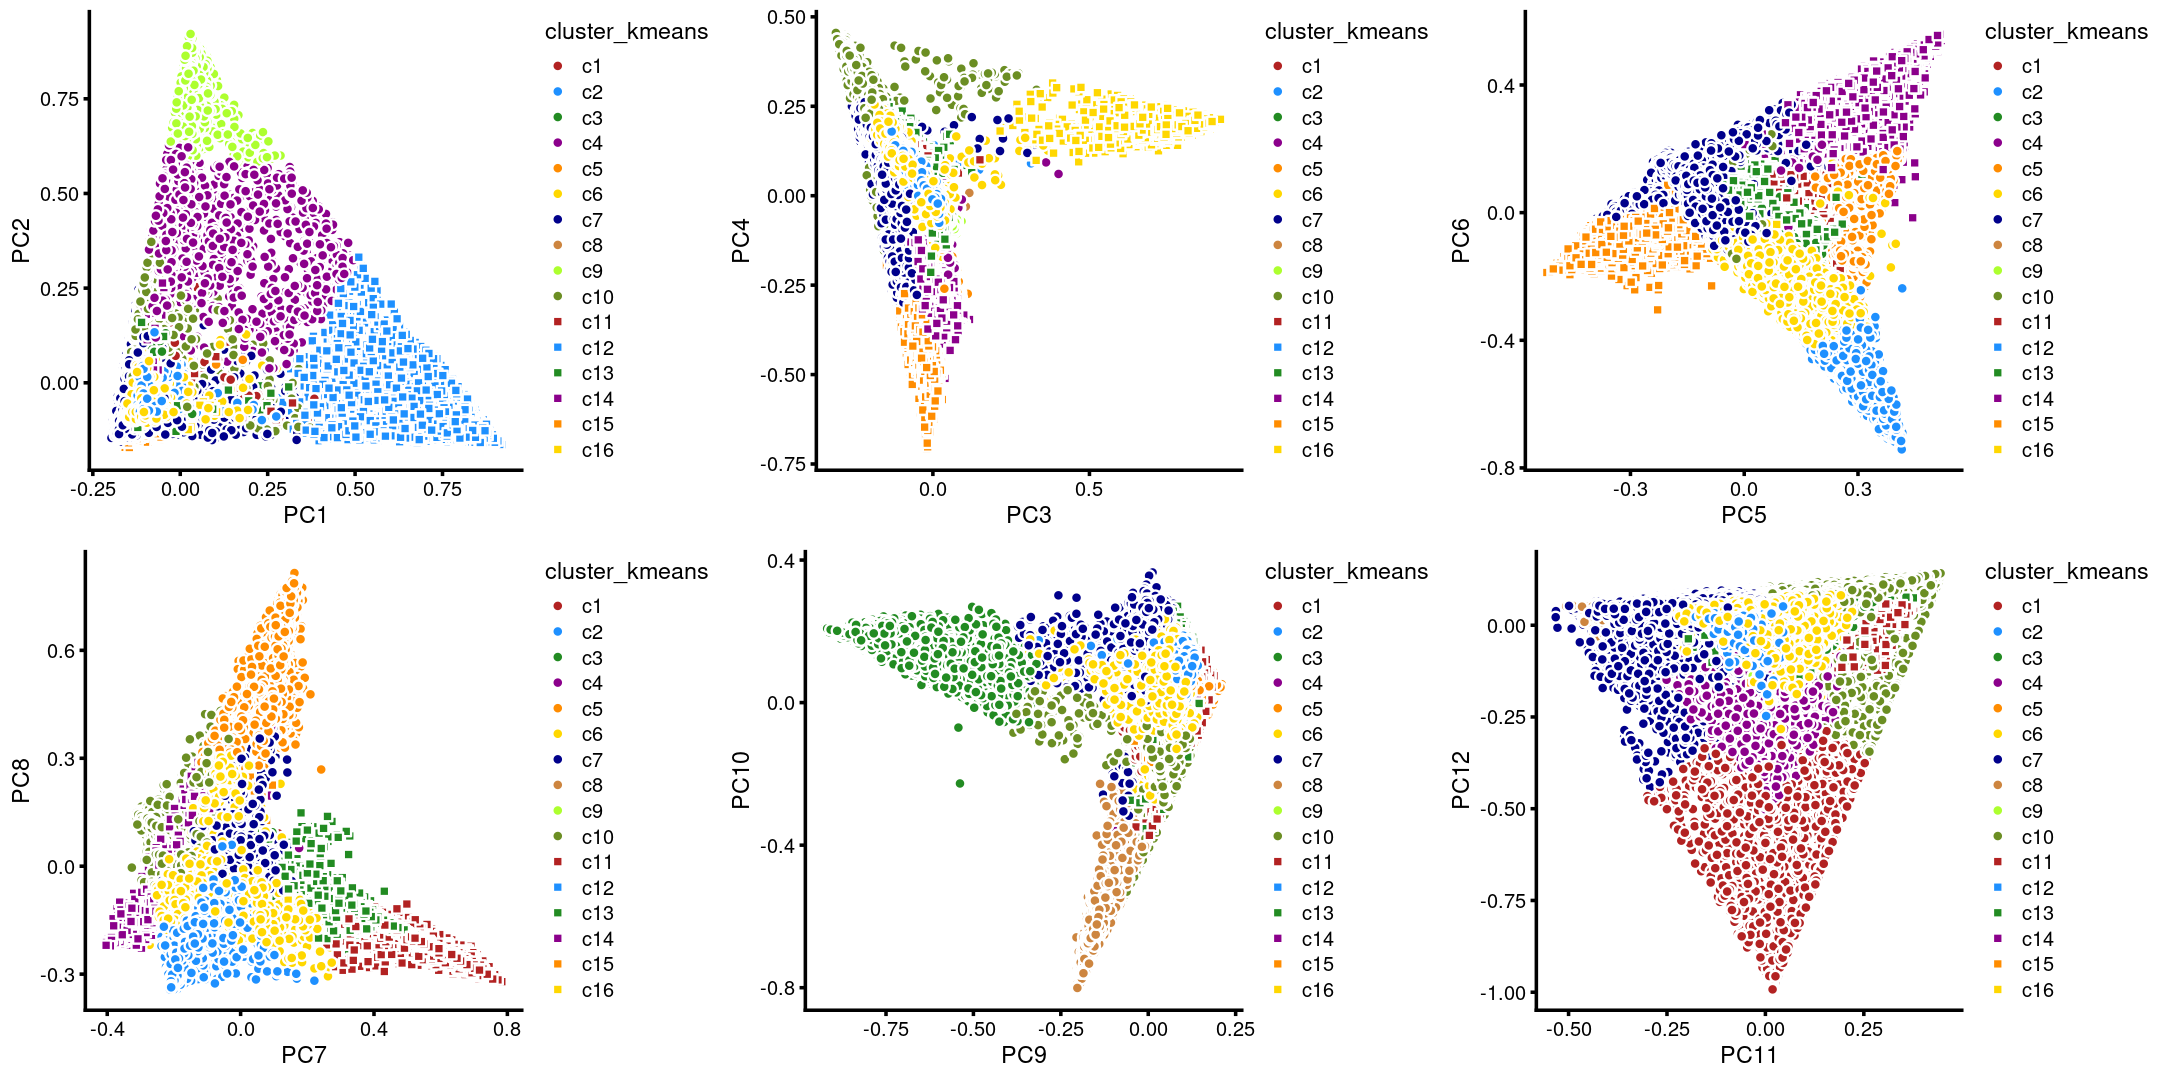 cluster_kmeans
c1
c2
c3
c4
c5
c6
c7
c8
c9
c10
c11
c12
c13
c14
c15
c16
PC2
0.75
0.50
0.25
0.00
-0.25 0.00 0.25 0.50 0.75
PC1
cluster_kmeans
c1
c2
c3
c4
c5
c6
c7
c8
c9
c10
c11
c12
c13
c14
c15
c16
PC4
0.50
0.25
0.00
-0.25
-0.50
-0.75
0.0 0.5
PC3
cluster_kmeans
c1
c2
c3
c4
c5
c6
c7
c8
c9
c10
c11
c12
c13
c14
c15
c16
PC6
0.4
0.0
-0.4
-0.8
-0.3 0.0 0.3
PC5
cluster_kmeans
c1
c2
c3
c4
c5
c6
c7
c8
c9
c10
c11
c12
c13
c14
c15
c16
PC8
0.6
0.3
0.0
-0.3
-0.4 0.0 0.4 0.8
PC7
cluster_kmeans
c1
c2
c3
c4
c5
c6
c7
c8
c9
c10
c11
c12
c13
c14
c15
c16
PC10
0.4
0.0
-0.4
-0.8
-0.75 -0.50 -0.25 0.00 0.25
PC9
cluster_kmeans
c1
c2
c3
c4
c5
c6
c7
c8
c9
c10
c11
c12
c13
c14
c15
c16
PC12
0.00
-0.25
-0.50
-0.75
-1.00
-0.50 -0.25 0.00 0.25
PC11